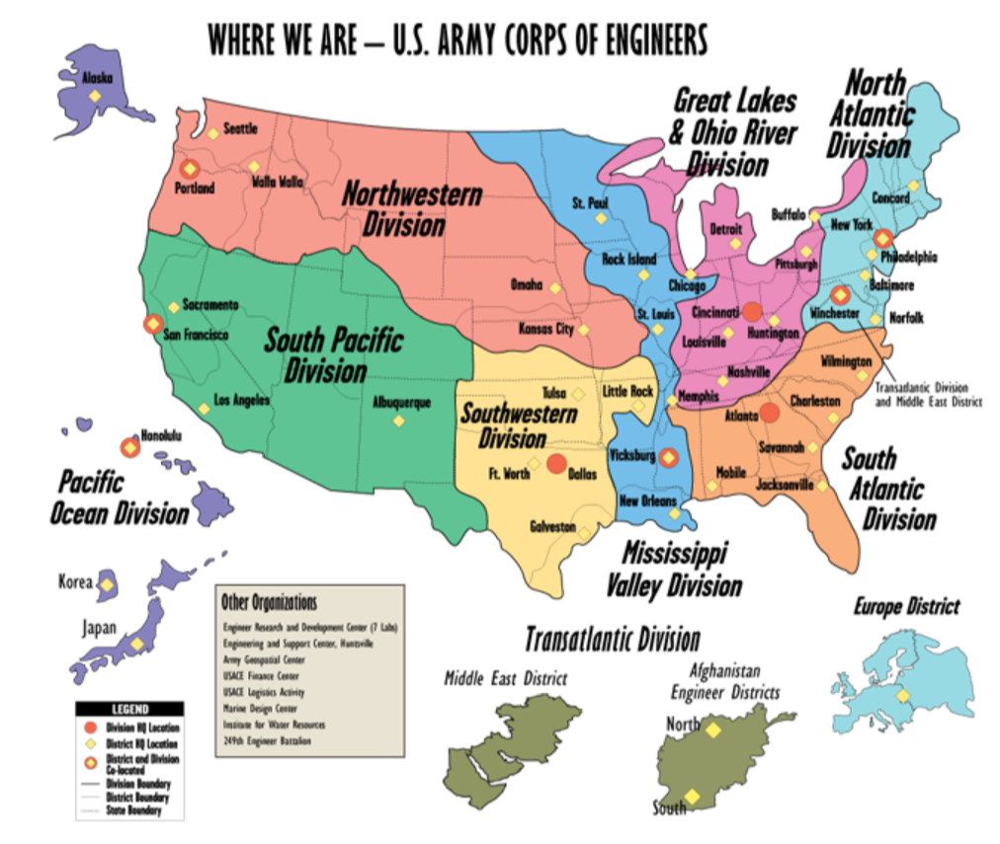 WHERE WE ARE – U.S. ARMY CORPS OF ENGINEERS
Alaska
Great Lakes
& Ohio River
Division
North
Atlantic
Division
Seattle
Portland
Walla Walla
Northwestern
Division
St. Paul
Rock Island
Omaha
Kansas City
Chicago
St. Louis
Detroit
Buffalo
Pittsburgh
Cincinnati
Huntington
Louisville
Nashville
Memphis
Concord
New York
Philadelphia
Baltimore
Winchester
Norfolk
Transatlantic Division
and Middle East District
Sacramento
San Francisco
South Pacific
Division
Los Angeles
Albuquerque
Tulsa
Little Rock
Southwestern
Division
Ft. Worth
Dallas
Galveston
Vicksburg
New Orleans
Mississippi
Valley Division
Wilmington
Charleston
Atlanta
Savannah
Mobile
Jacksonville
South
Atlantic
Division
Honolulu
Pacific
Ocean Division
Korea
Japan
LEGEND
Division HQ Location
District HQ Location
District and Division
Co-located
Division Boundary
District Boundary
State Boundary
Other Organizations
Engineer Research and Development Center (7 Labs)
Engineering and Support Center, Huntsville
Army Geospatial Center
USACE Finance Center
USACE Logistics Activity
Marine Design Center
Institute for Water Resources
249th Engineer Battalion
Transatlantic Division
Middle East District
Afghanistan
Engineer Districts
North
South
Europe District